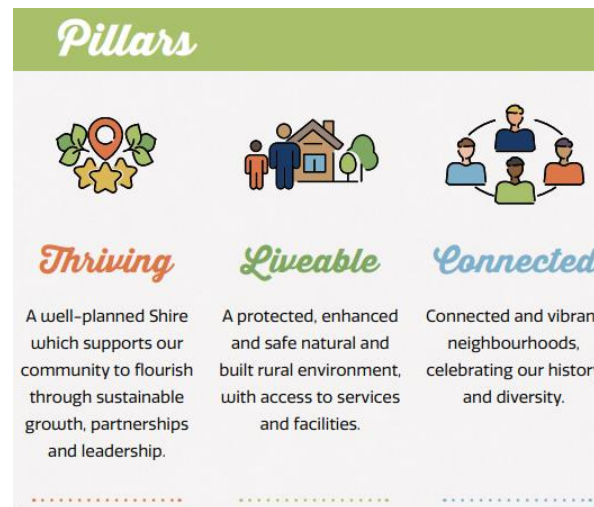 Pillars
Thriving
A well-planned Shire
which supports our
community to flourish
through sustainable
growth, partnerships
and leadership.
Liveable
A protected, enhanced
and safe natural and
built rural environment,
with access to services
and facilities.
Connected
Connected and vibran
neighbourhoods,
celebrating our histor
and diversity.